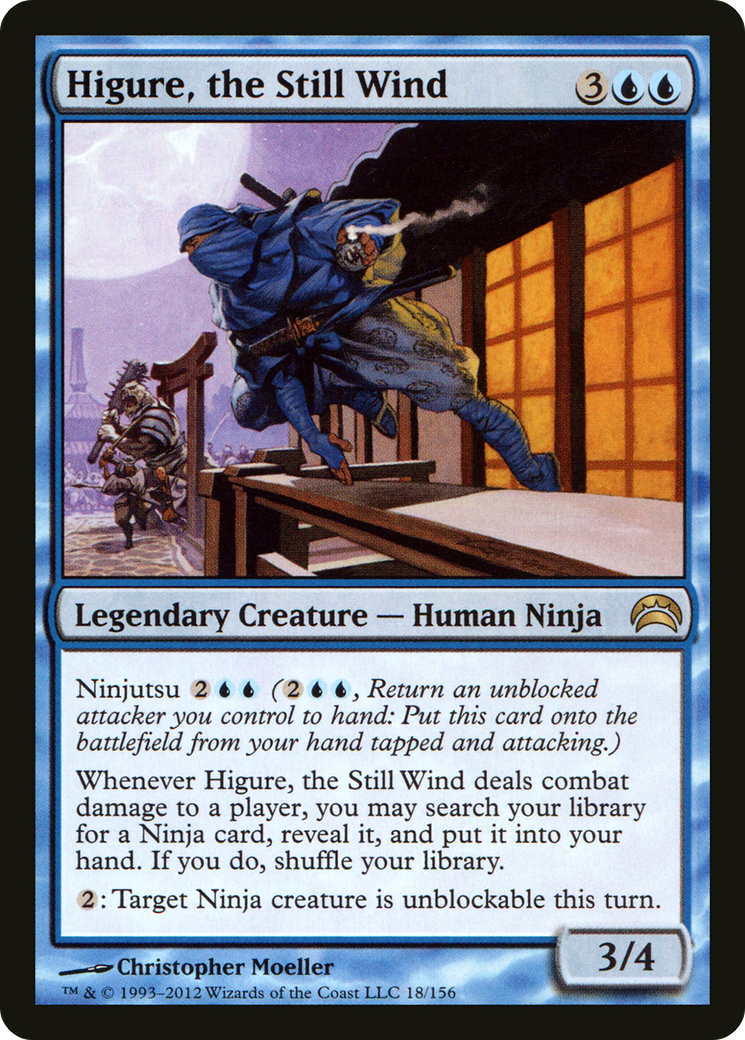 Higure, the Still Wind 3
Legendary Creature — Human Ninja
Ninjutsu 2 (2, Return an unblocked
attacker you control to hand: Put this card onto the
battlefield from your hand tapped and attacking.)
Whenever Higure, the Still Wind deals combat
damage to a player, you may search your library
for a Ninja card, reveal it, and put it into your
hand. If you do, shuffle your library.
2: Target Ninja creature is unblockable this turn.
3/4
Christopher Moeller
™ & © 1993–2012 Wizards of the Coast LLC 18/156